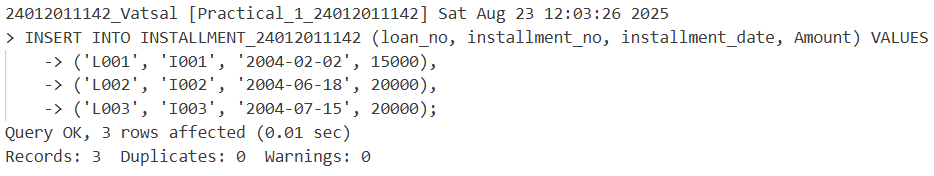 24012011142_Vatsal [Practical_1_24012011142] Sat Aug 23 12:03:26 2025
> INSERT INTO INSTALLMENT_24012011142 (loan_no, installment_no, installment_date, Amount) VALUES
    -> ('L001', 'I001', '2004-02-02', 15000),
    -> ('L002', 'I002', '2004-06-18', 20000),
    -> ('L003', 'I003', '2004-07-15', 20000);
Query OK, 3 rows affected (0.01 sec)
Records: 3  Duplicates: 0  Warnings: 0